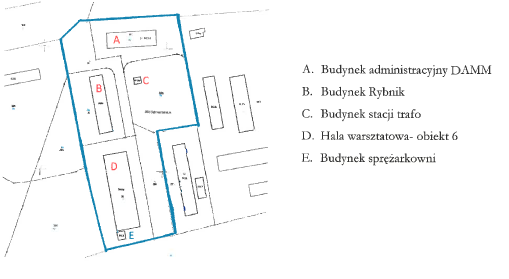 A
B
C
D
E
A. Budynek administracyjny DAMM
B. Budynek Rybnik
C. Budynek stacji trafo
D. Hala warsztatowa- obiekt 6
E. Budynek sprężarkowni